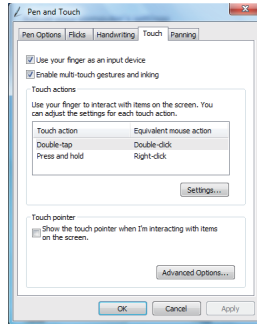 Pen and Touch
Pen Options Flicks Handwriting Touch Panning
Use your finger as an input device
Enable multi-touch gestures and inking
Touch actions
Use your finger to interact with items on the screen. You
can adjust the settings for each touch action.
Touch action Equivalent mouse action
Double-tap Double-click
Press and hold Right-click
Settings...
Touch pointer
Show the touch pointer when I'm interacting with items
on the screen.
Advanced Options...
OK Cancel Apply